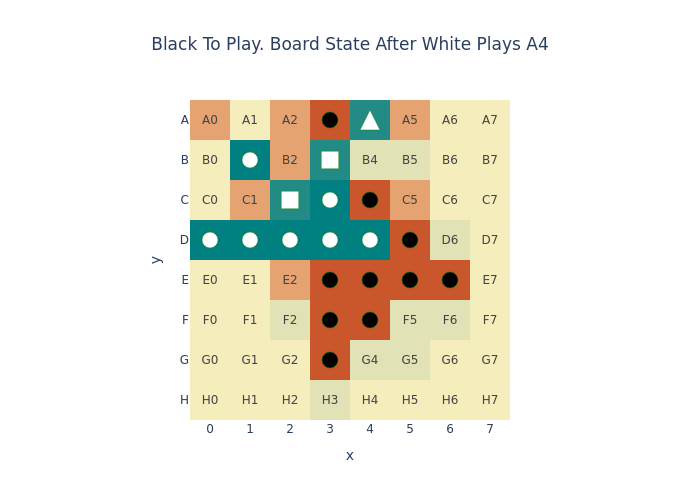 Black To Play. Board State After White Plays A4
A A0 A1 A2 A5 A6 A7
B B0 B2 B4 B5 B6 B7
C C0 C1 C5 C6 C7
D D6 D7
y
E E0 E1 E2 E7
F F0 F1 F2 F5 F6 F7
G G0 G1 G2 G4 G5 G6 G7
H H0 H1 H2 H3 H4 H5 H6 H7
0 1 2 3 4 5 6 7
x